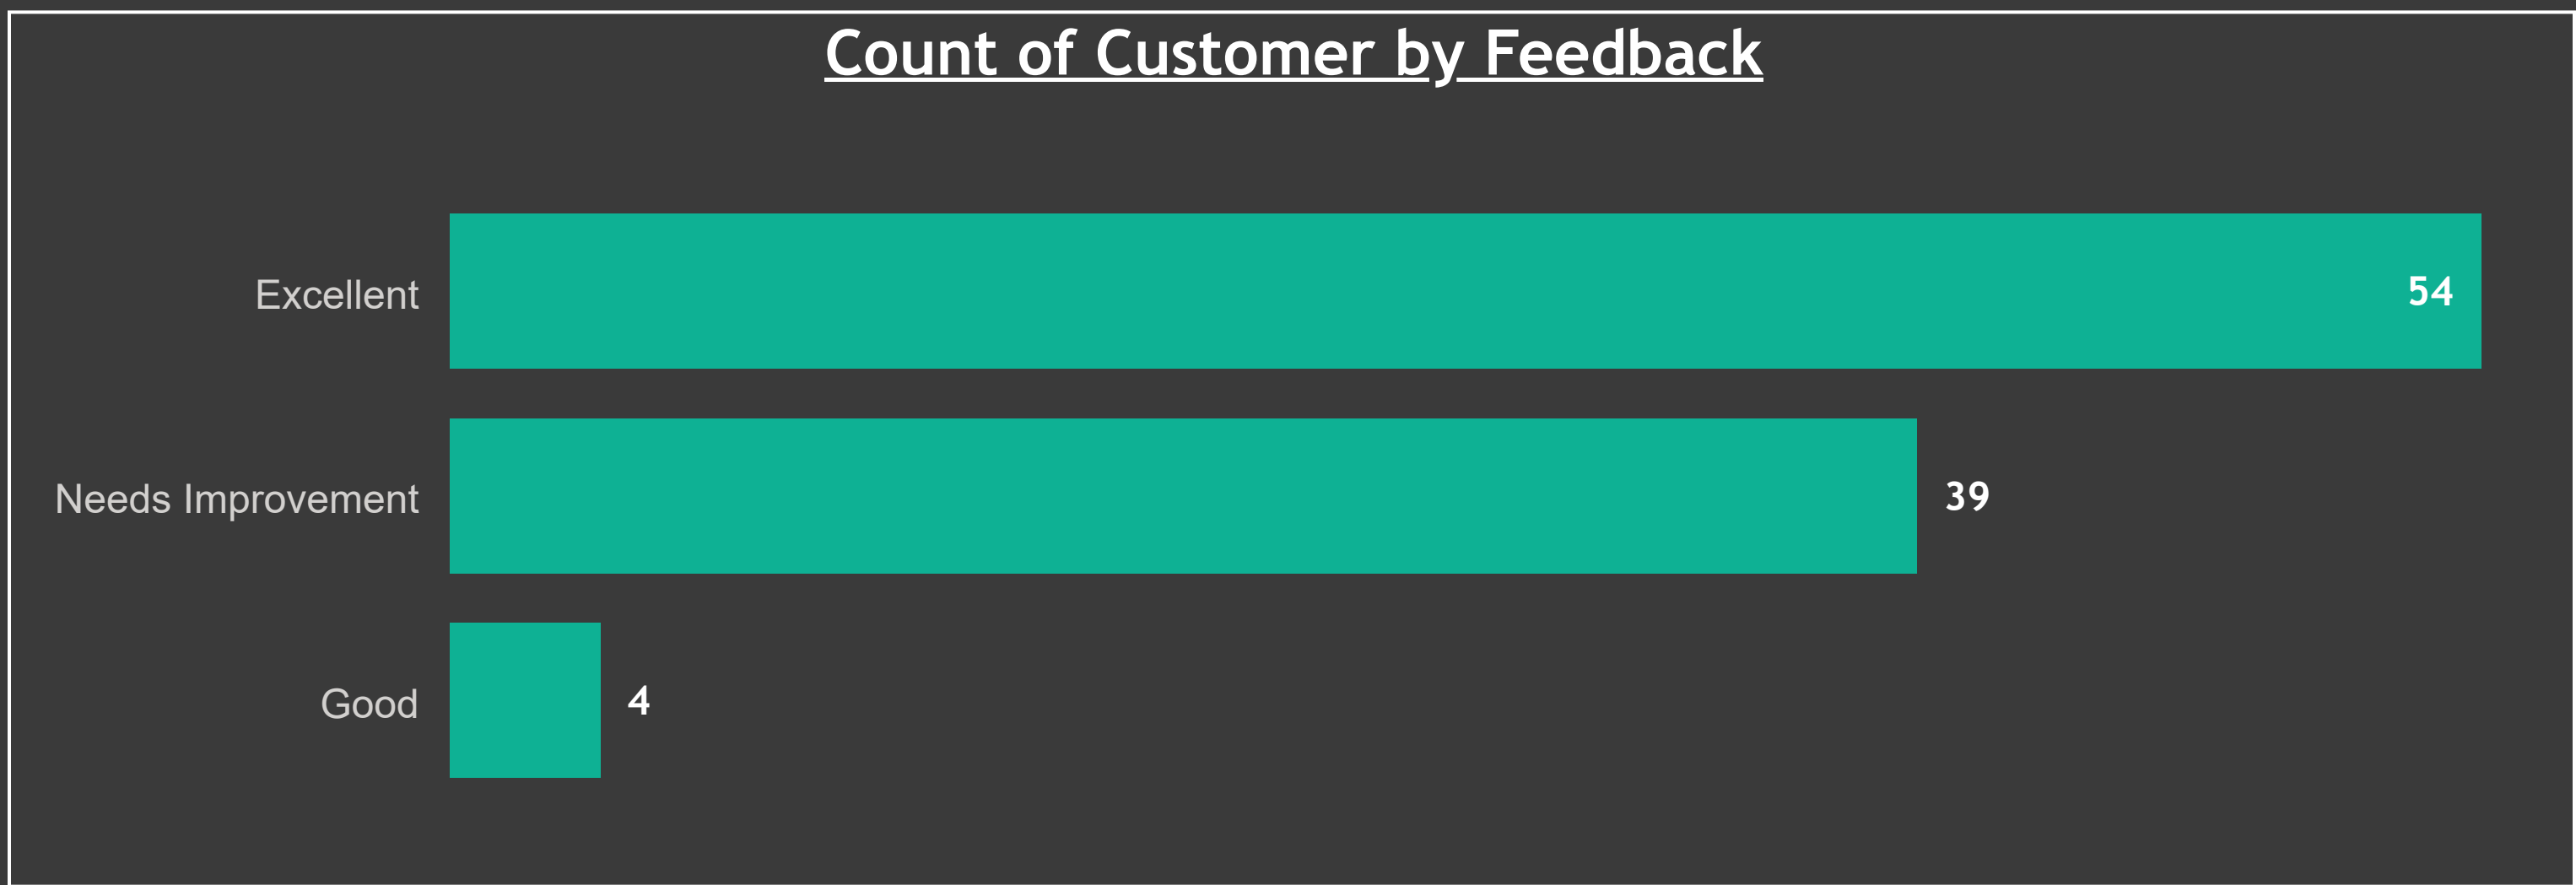 Count of Customer by Feedback
Excellent 54
Needs Improvement 39
Good 4